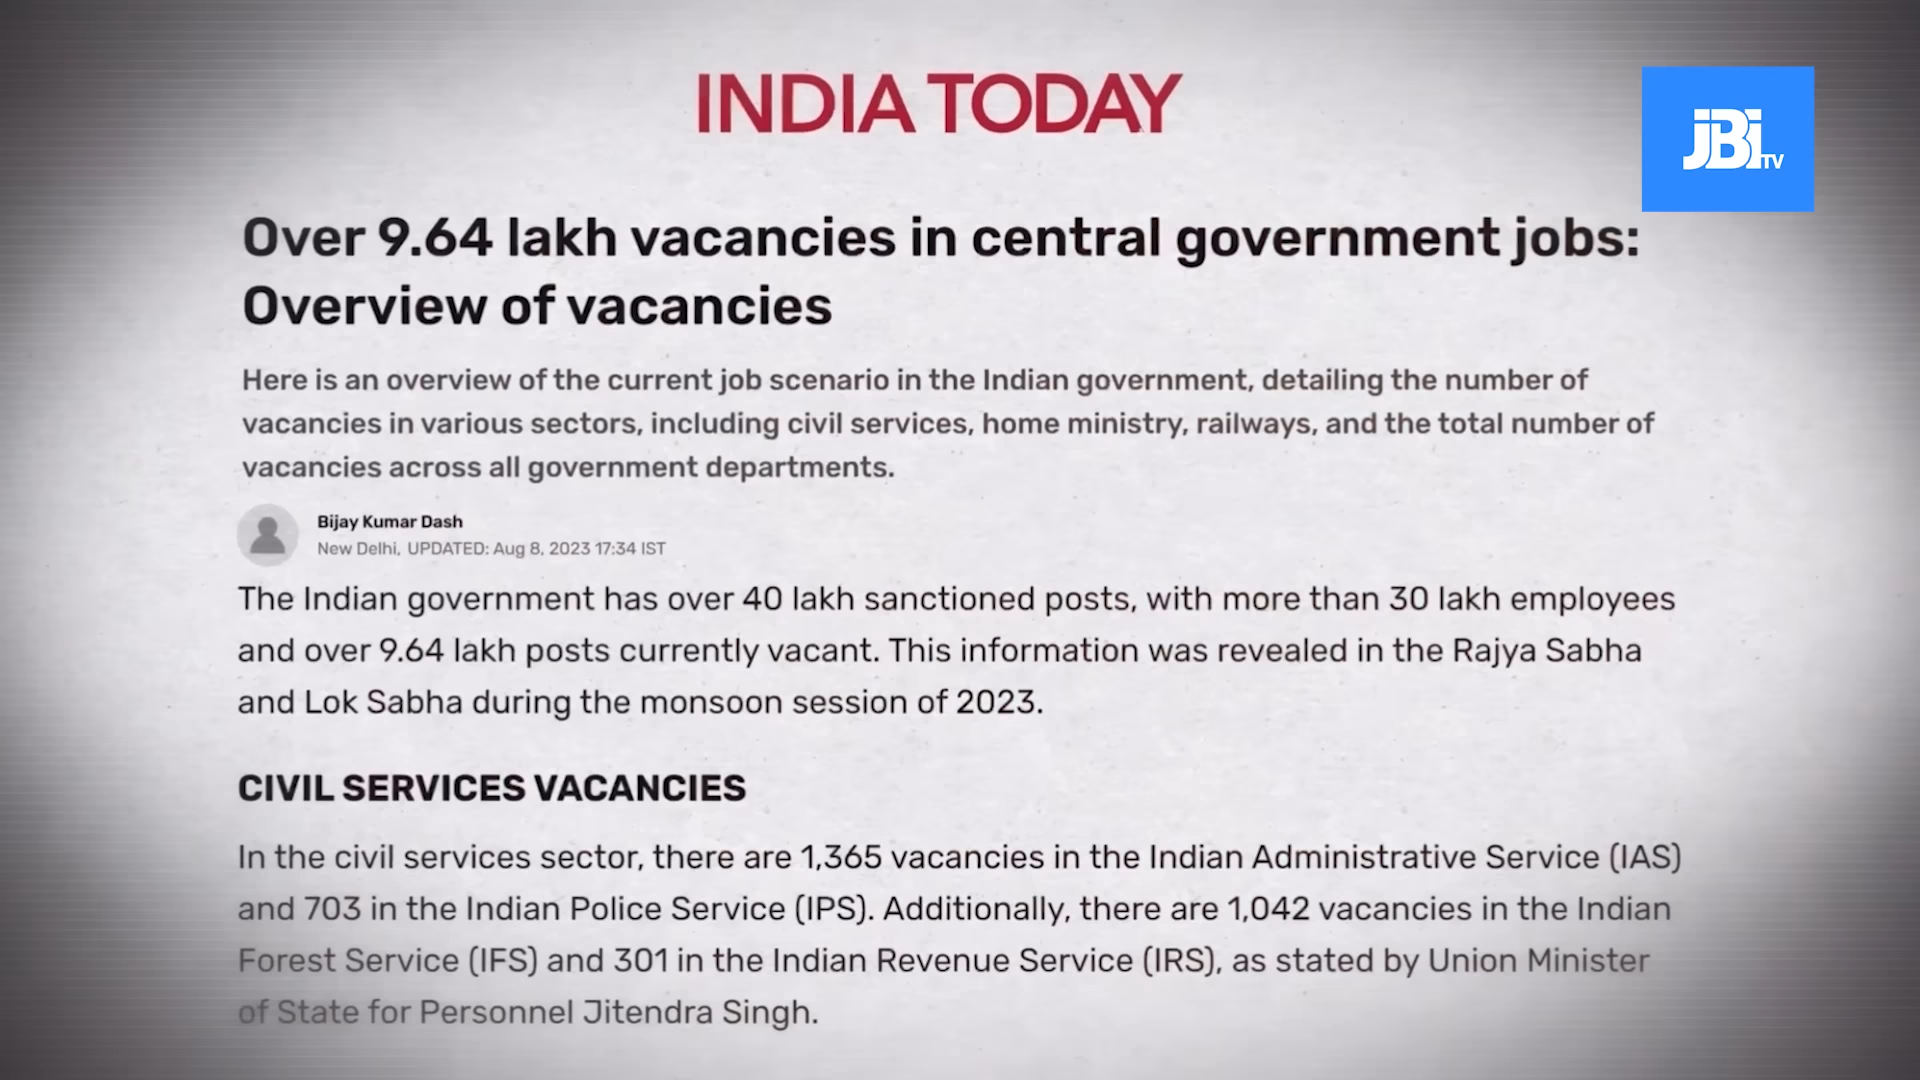 INDIA TODAY
JBi TV
Over 9.64 lakh vacancies in central government jobs:
Overview of vacancies
Here is an overview of the current job scenario in the Indian government, detailing the number of
vacancies in various sectors, including civil services, home ministry, railways, and the total number of
vacancies across all government departments.
Bijay Kumar Dash
New Delhi, UPDATED: Aug 8, 2023 17:34 IST
The Indian government has over 40 lakh sanctioned posts, with more than 30 lakh employees
and over 9.64 lakh posts currently vacant. This information was revealed in the Rajya Sabha
and Lok Sabha during the monsoon session of 2023.
CIVIL SERVICES VACANCIES
In the civil services sector, there are 1,365 vacancies in the Indian Administrative Service (IAS)
and 703 in the Indian Police Service (IPS). Additionally, there are 1,042 vacancies in the Indian
Forest Service (IFS) and 301 in the Indian Revenue Service (IRS), as stated by Union Minister
of State for Personnel Jitendra Singh.